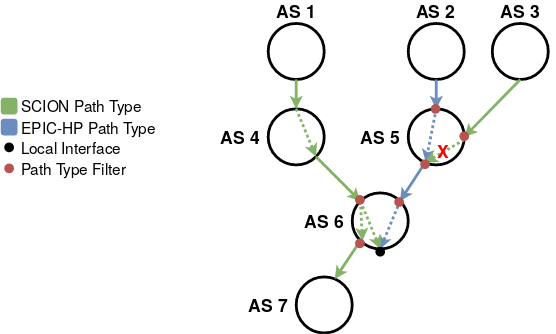 AS 1
AS 2
AS 3
SCION Path Type
EPIC-HP Path Type
Local Interface
Path Type Filter
AS 4
AS 5
X
AS 6
AS 7